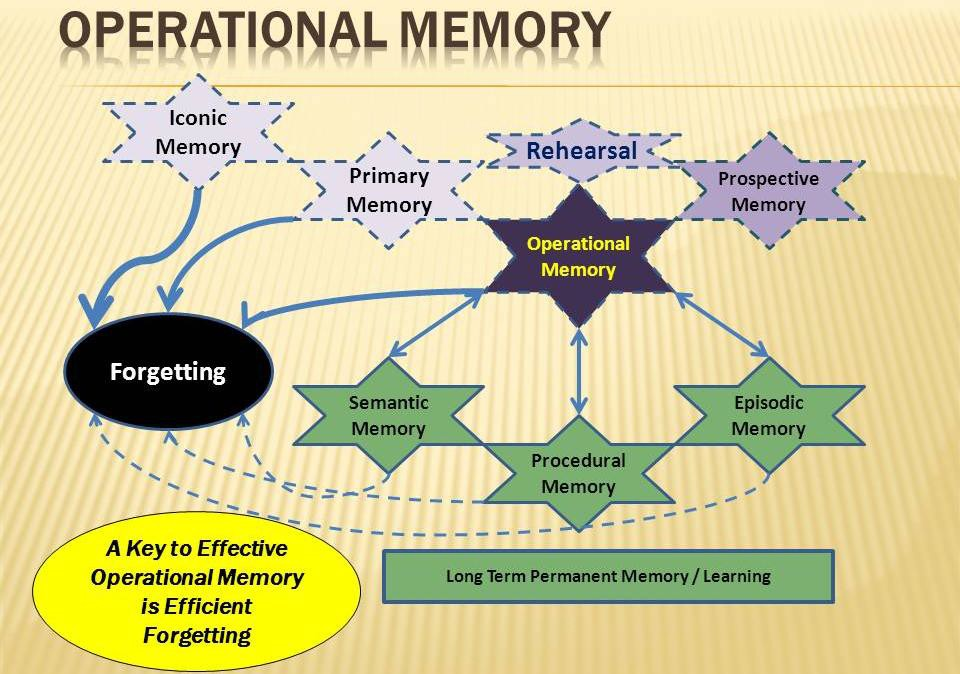 OPERATIONAL MEMORY
Iconic
Memory
Primary
Memory
Rehearsal
Prospective
Memory
Operational
Memory
Forgetting
Semantic
Memory
Procedural
Memory
Episodic
Memory
A Key to Effective
Operational Memory
is Efficient
Forgetting
Long Term Permanent Memory / Learning